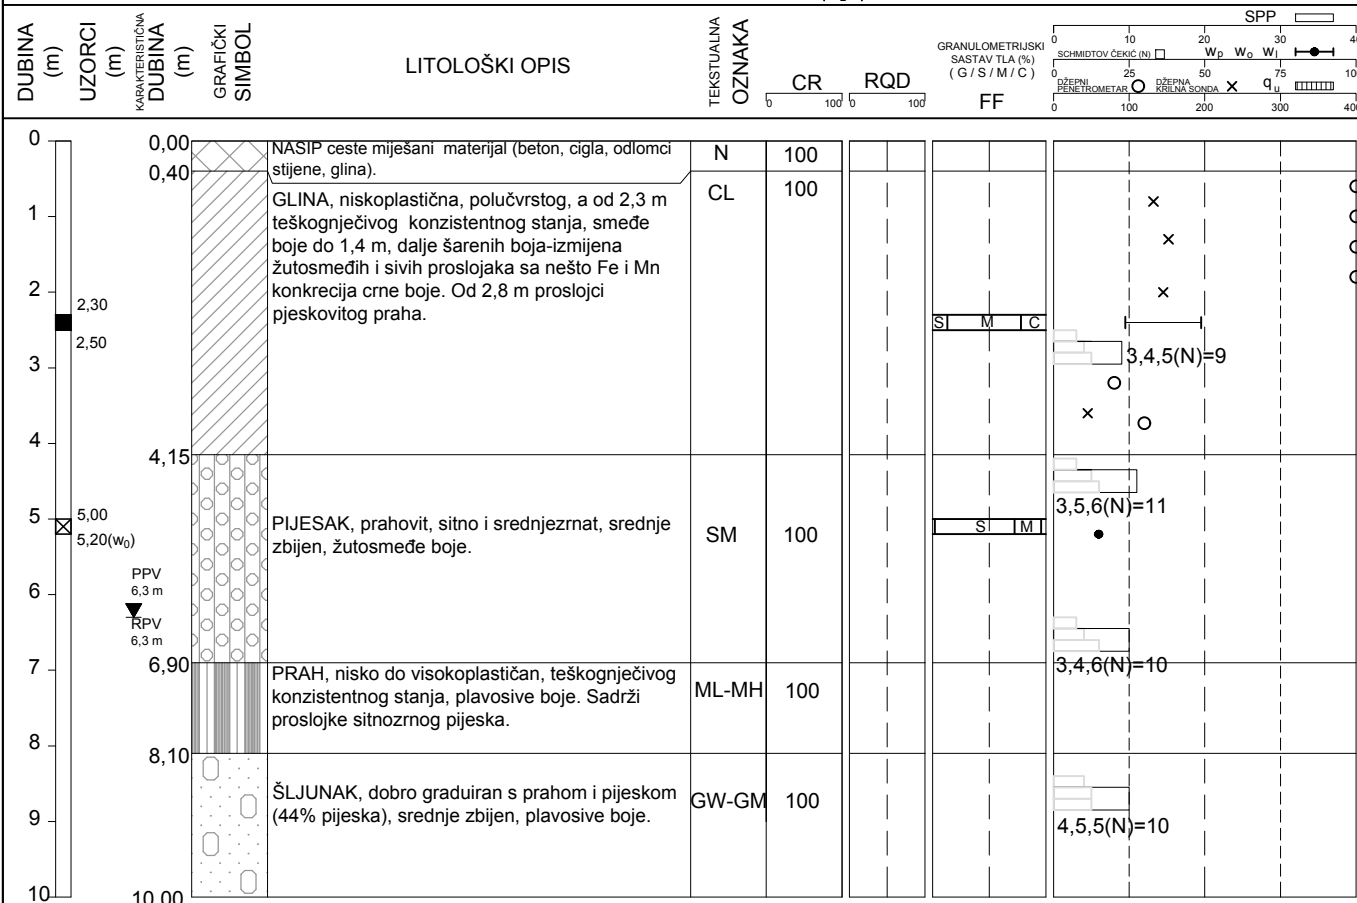 DUBINA
(m)
UZORCI
(m)
KARAKTERISTIČNA
DUBINA
(m)
GRAFIČKI
SIMBOL
LITOLOŠKI OPIS
TEKSTUALNA
OZNAKA
CR
0 100
RQD
0 100
GRANULOMETRIJSKI
SASTAV TLA (%)
( G / S / M / C )
FF
SPP
0 10 20 30
SCHMIDTOV ČEKIĆ (N)
wp wo wl
0 25 50 75
DŽEPNI
PENETROMETAR
DŽEPNA
KRILNA SONDA
qu
0 100 200 300
0
1
2
3
4
5
6
7
8
9
10
2,30
2,50
5,00
5,20(w0)
PPV
6,3 m
RPV
6,3 m
0,00
0,40
4,15
6,90
8,10
10,00
NASIP ceste miješani materijal (beton, cigla, odlomci
stijene, glina).
N
100
GLINA, niskoplastična, polučvrstog, a od 2,3 m
teškognječivog konzistentnog stanja, smeđe
boje do 1,4 m, dalje šarenih boja-izmijena
žutosmeđih i sivih proslojaka sa nešto Fe i Mn
konkrecija crne boje. Od 2,8 m proslojci
pjeskovitog praha.
CL
100
S M C
3,4,5(N)=9
PIJESAK, prahovit, sitno i srednjezrnat, srednje
zbijen, žutosmeđe boje.
SM
100
S M
3,5,6(N)=11
3,4,6(N)=10
PRAH, nisko do visokoplastičan, teškognječivog
konzistentnog stanja, plavosive boje. Sadrži
proslojke sitnozrnog pijeska.
ML-MH
100
ŠLJUNAK, dobro graduiran s prahom i pijeskom
(44% pijeska), srednje zbijen, plavosive boje.
GW-GM
100
4,5,5(N)=10